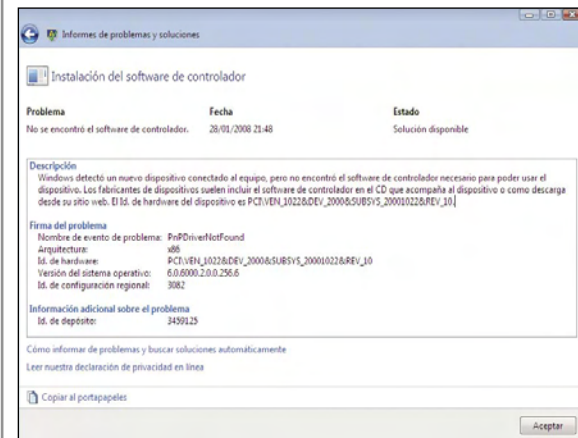 Informes de problemas y soluciones
Instalación del software de controlador
Problema Fecha Estado
No se encontró el software de controlador. 28/01/2008 21:48 Solución disponible
Descripción
Windows detectó un nuevo dispositivo conectado al equipo, pero no encontró el software de controlador necesario para poder usar el
dispositivo. Los fabricantes de dispositivos suelen incluir el software de controlador en el CD que acompaña al dispositivo o como descarga
desde su sitio web. El Id. de hardware del dispositivo es PCI\VEN_1022&DEV_2000&SUBSYS_20001022&REV_10.
Firma del problema
Nombre de evento de problema: PnPDriverNotFound
Arquitectura: x86
Id. de hardware: PCI\VEN_1022&DEV_2000&SUBSYS_20001022&REV_10
Versión del sistema operativo: 6.0.6000.2.0.0.256.6
Id. de configuración regional: 3082
Información adicional sobre el problema
Id. de depósito: 3459125
Cómo informar de problemas y buscar soluciones automáticamente
Leer nuestra declaración de privacidad en línea
Copiar al portapapeles
Aceptar